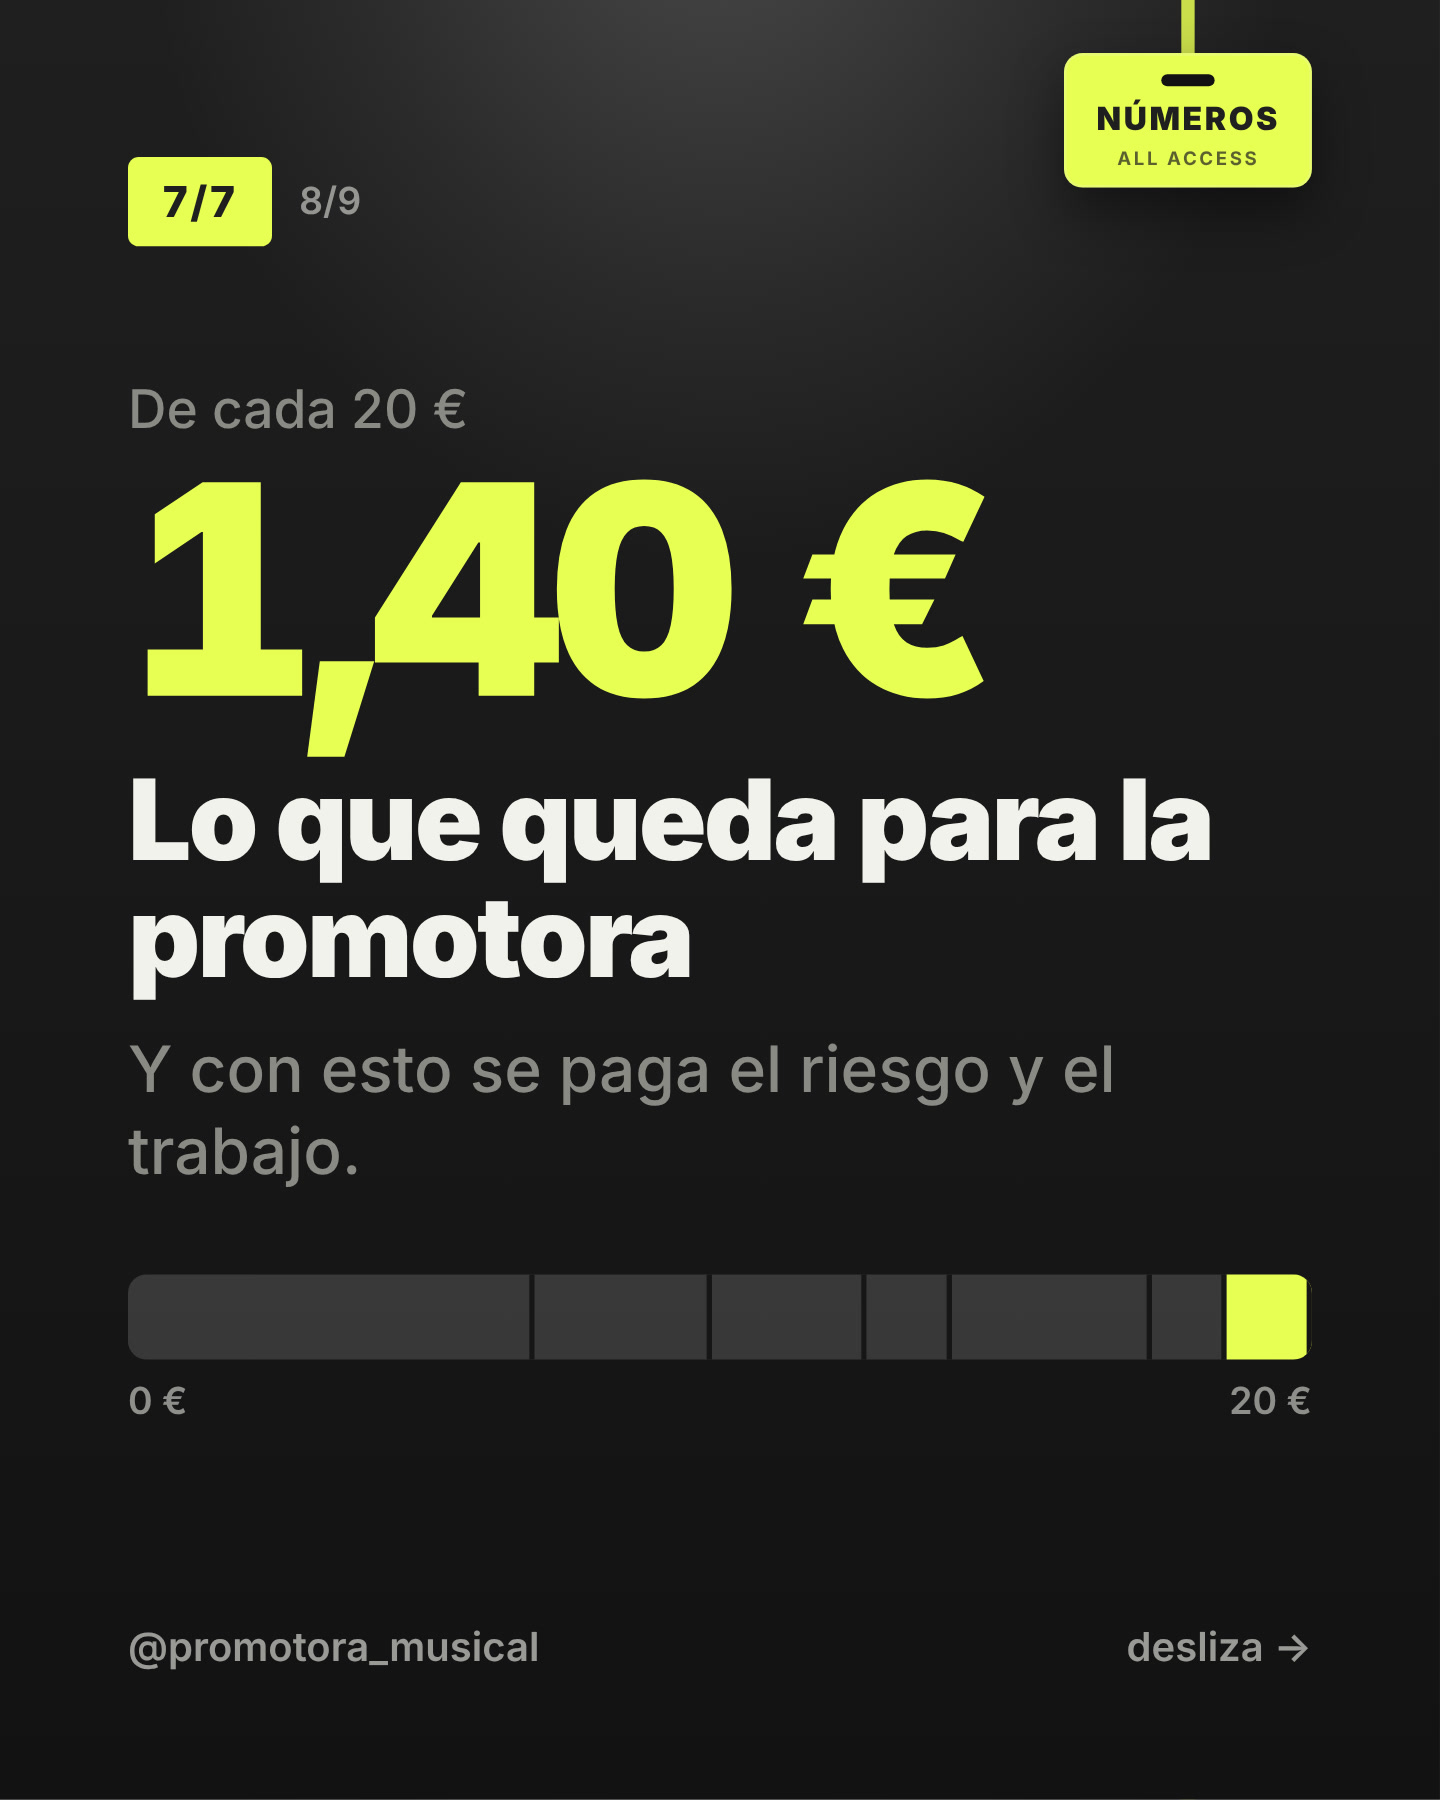 NÚMEROS
ALL ACCESS
7/7 8/9
De cada 20 €
1,40 €
Lo que queda para la
promotora
Y con esto se paga el riesgo y el
trabajo.
0 € 20 €
@promotora_musical desliza →